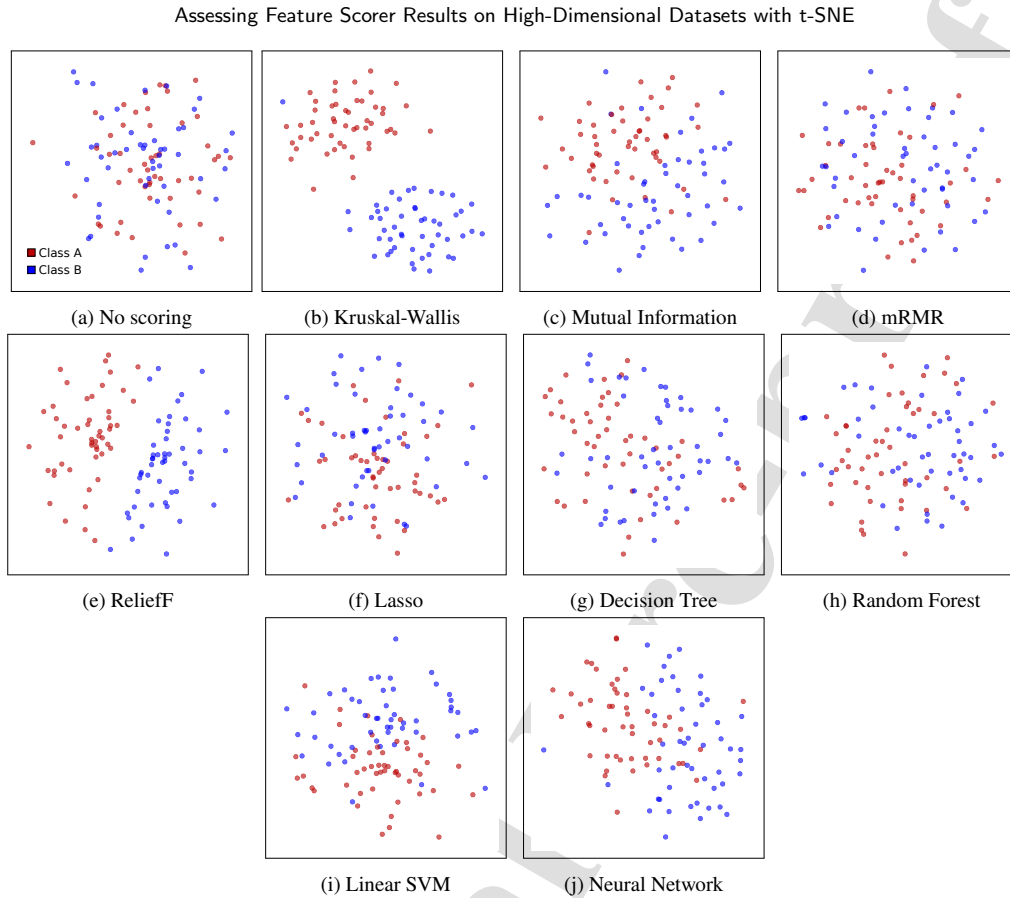 Assessing Feature Scorer Results on High-Dimensional Datasets with t-SNE
Class A
Class B
(a) No scoring
(b) Kruskal-Wallis
(c) Mutual Information
(d) mRMR
(e) ReliefF
(f) Lasso
(g) Decision Tree
(h) Random Forest
(i) Linear SVM
(j) Neural Network